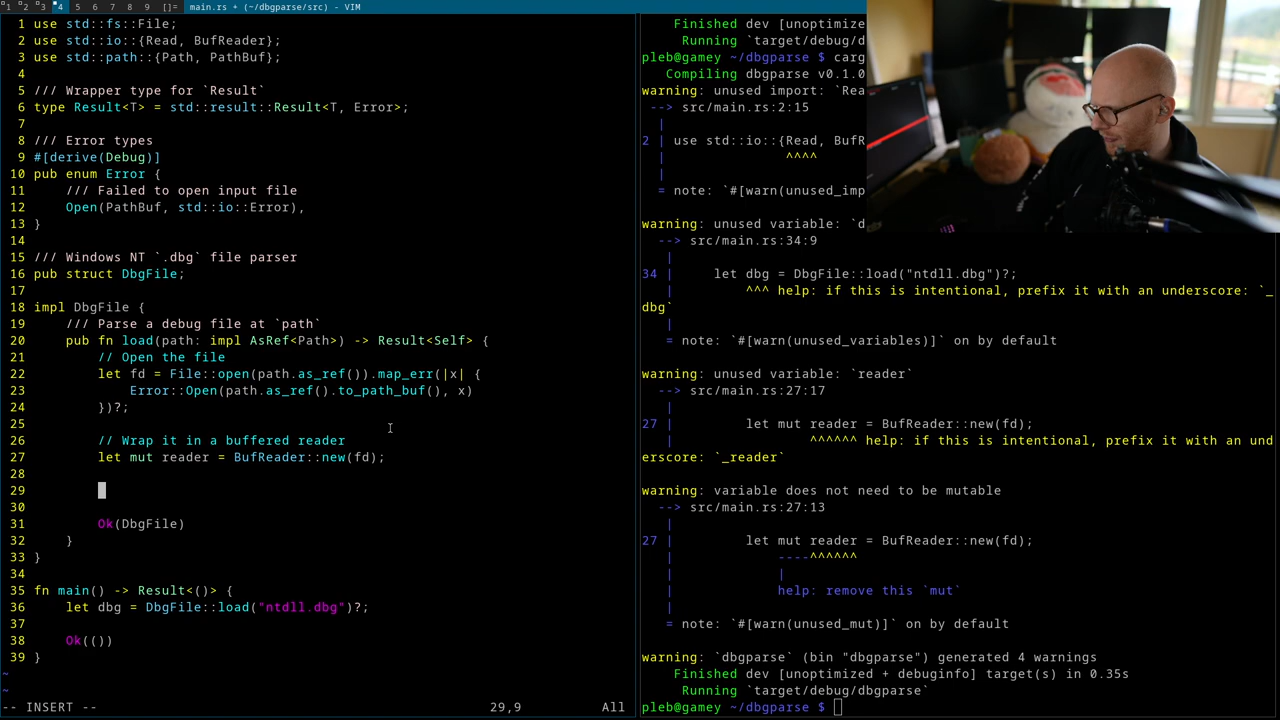 1 2 3 4 5 6 7 8 9 []= main.rs + (~/dbgparse/src) - VIM
1 use std::fs::File;
2 use std::io::{Read, BufReader};
3 use std::path::{Path, PathBuf};
4
5 /// Wrapper type for `Result`
6 type Result<T> = std::result::Result<T, Error>;
7
8 /// Error types
9 #[derive(Debug)]
10 pub enum Error {
11     /// Failed to open input file
12     Open(PathBuf, std::io::Error),
13 }
14
15 /// Windows NT `.dbg` file parser
16 pub struct DbgFile;
17
18 impl DbgFile {
19     /// Parse a debug file at `path`
20     pub fn load(path: impl AsRef<Path>) -> Result<Self> {
21         // Open the file
22         let fd = File::open(path.as_ref()).map_err(|x| {
23             Error::Open(path.as_ref().to_path_buf(), x)
24         })?;
25
26         // Wrap it in a buffered reader
27         let mut reader = BufReader::new(fd);
28
29
30
31         Ok(DbgFile)
32     }
33 }
34
35 fn main() -> Result<()> {
36     let dbg = DbgFile::load("ntdll.dbg")?;
37
38     Ok(())
39 }
~
~
-- INSERT -- 29,9 All
Finished dev [unoptimize
Running `target/debug/d
pleb@gamey ~/dbgparse $ carg
Compiling dbgparse v0.1.0
warning: unused import: `Rea
--> src/main.rs:2:15
|
2 | use std::io::{Read, BufR
| ^^^^
|
= note: `#[warn(unused_imp
warning: unused variable: `d
--> src/main.rs:34:9
|
34 |     let dbg = DbgFile::load("ntdll.dbg")?;
| ^^^ help: if this is intentional, prefix it with an underscore: `_
dbg`
|
= note: `#[warn(unused_variables)]` on by default
warning: unused variable: `reader`
--> src/main.rs:27:17
|
27 |         let mut reader = BufReader::new(fd);
| ^^^^^^ help: if this is intentional, prefix it with an und
erscore: `_reader`
warning: variable does not need to be mutable
--> src/main.rs:27:13
|
27 |         let mut reader = BufReader::new(fd);
| ----^^^^^^
| |
| help: remove this `mut`
|
= note: `#[warn(unused_mut)]` on by default
warning: `dbgparse` (bin "dbgparse") generated 4 warnings
Finished dev [unoptimized + debuginfo] target(s) in 0.35s
Running `target/debug/dbgparse`
pleb@gamey ~/dbgparse $